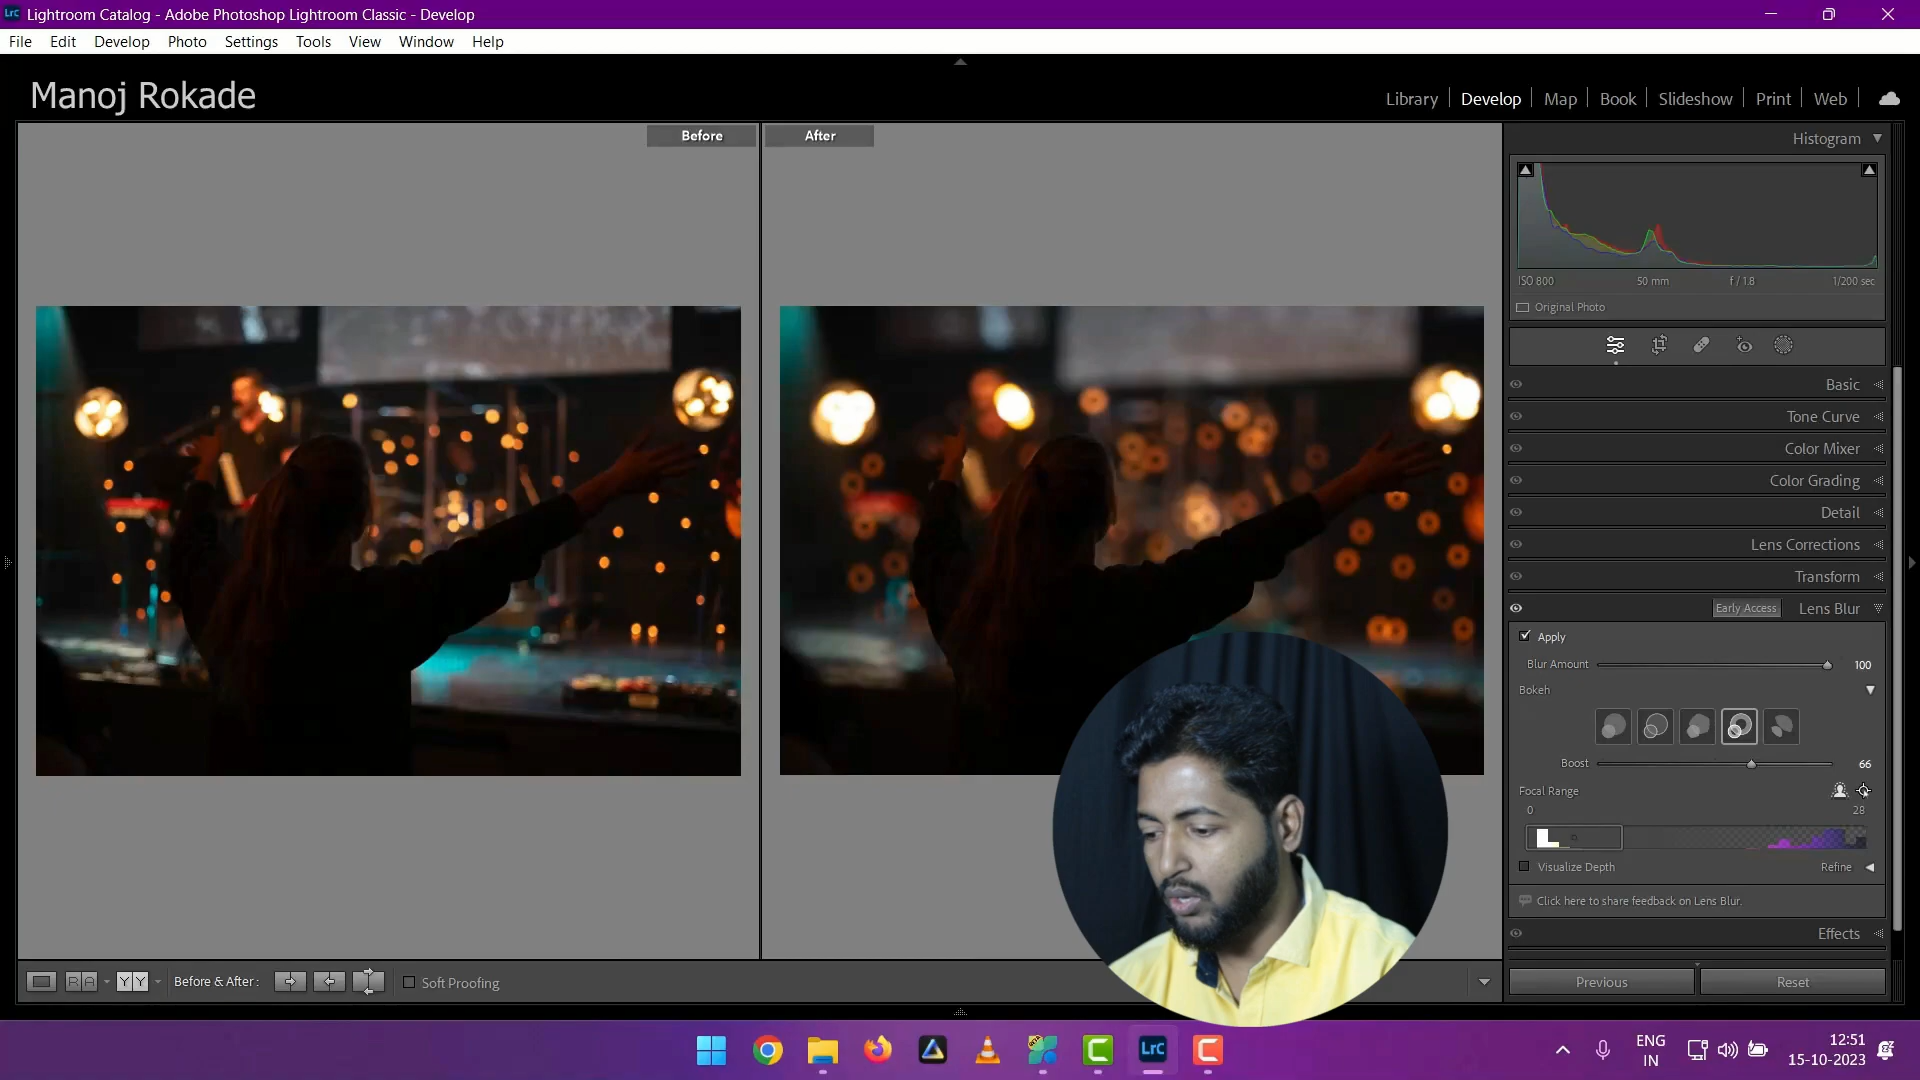 Lightroom Catalog - Adobe Photoshop Lightroom Classic - Develop
File Edit Develop Photo Settings Tools View Window Help
Manoj Rokade
Library Develop Map Book Slideshow Print Web
Before After
Histogram
ISO 800 50 mm f / 1.8 1/200 sec
Original Photo
Basic
Tone Curve
Color Mixer
Color Grading
Detail
Lens Corrections
Transform
Early Access Lens Blur
Apply
Blur Amount 100
Bokeh
Boost 66
Focal Range
0 28
Visualize Depth Refine
Click here to share feedback on Lens Blur.
Effects
R A Y Y Before & After : Soft Proofing
Previous Reset
LrC
ENG
IN
12:51
15-10-2023